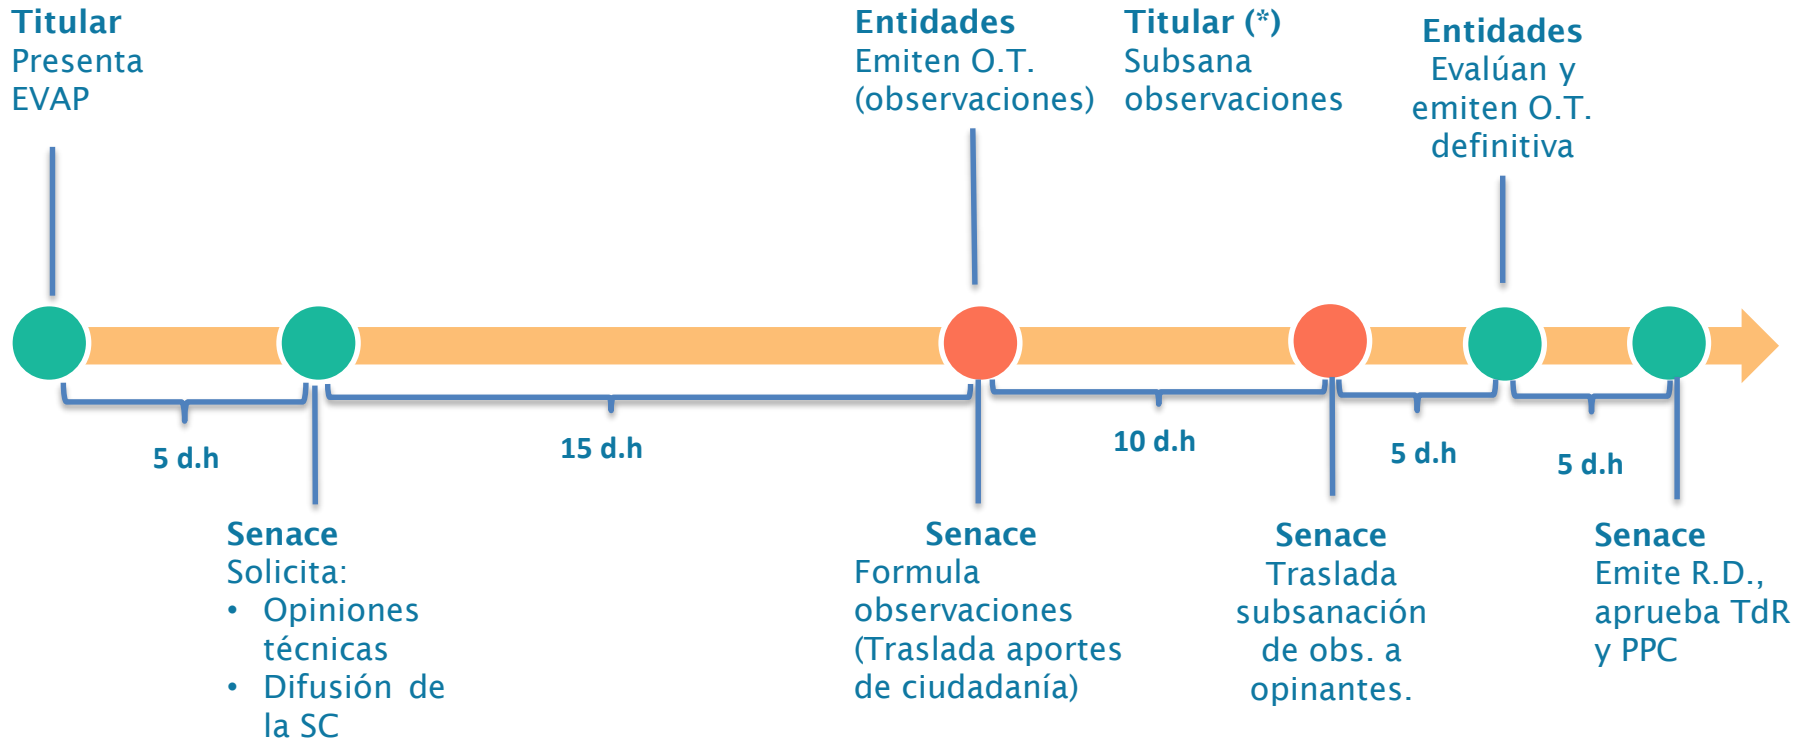 Titular
Presenta
EVAP
Entidades
Emiten O.T.
(observaciones)
Titular (*)
Subsana
observaciones
Entidades
Evalúan y
emiten O.T.
definitiva
5 d.h
15 d.h
10 d.h
5 d.h
5 d.h
Senace
Solicita:
• Opiniones
técnicas
• Difusión de
la SC
Senace
Formula
observaciones
(Traslada aportes
de ciudadanía)
Senace
Traslada
subsanación
de obs. a
opinantes.
Senace
Emite R.D.,
aprueba TdR
y PPC